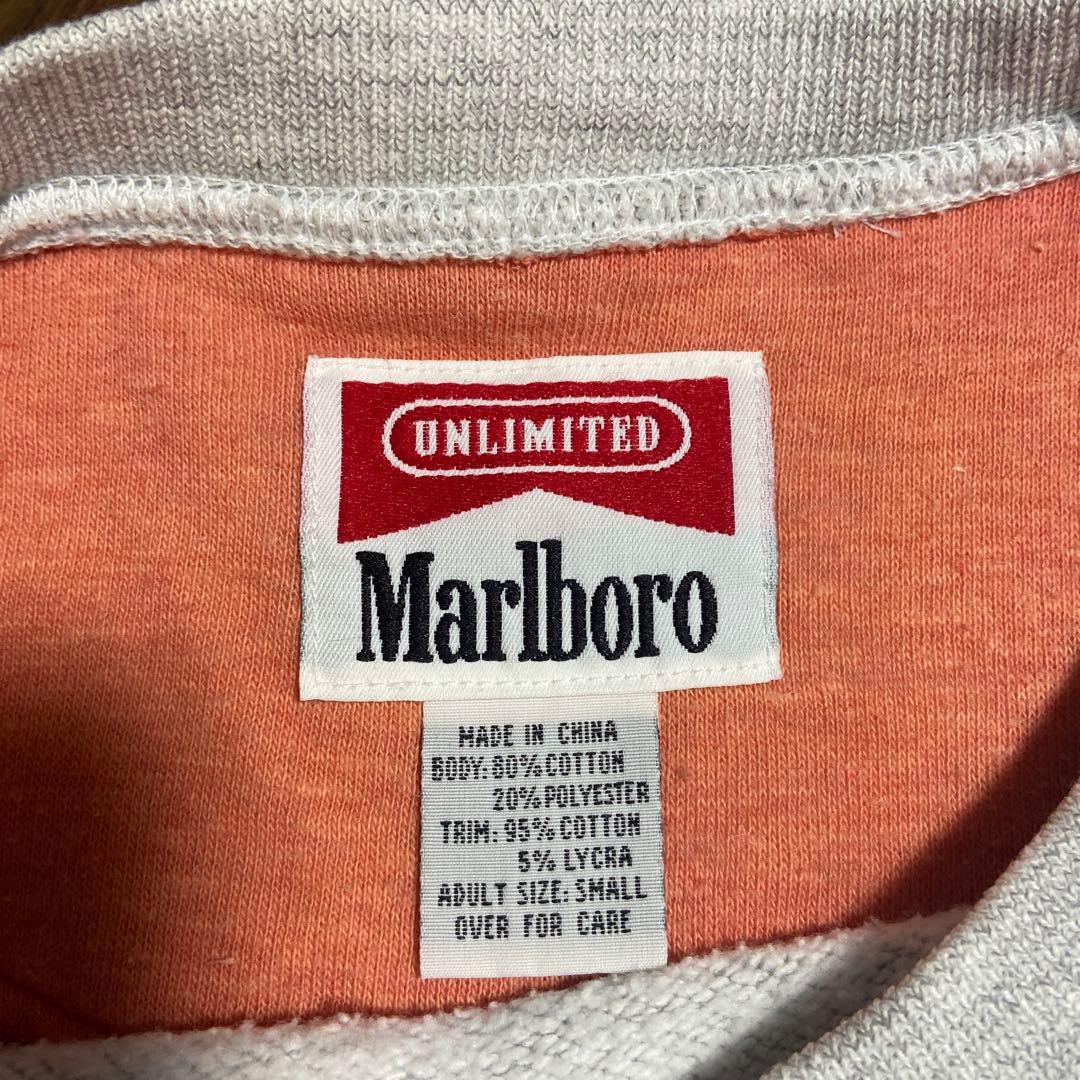 UNLIMITED
Marlboro
MADE IN CHINA
BODY: 80% COTTON
20% POLYESTER
TRIM: 95% COTTON
5% LYCRA
ADULT SIZE: SMALL
OVER FOR CARE